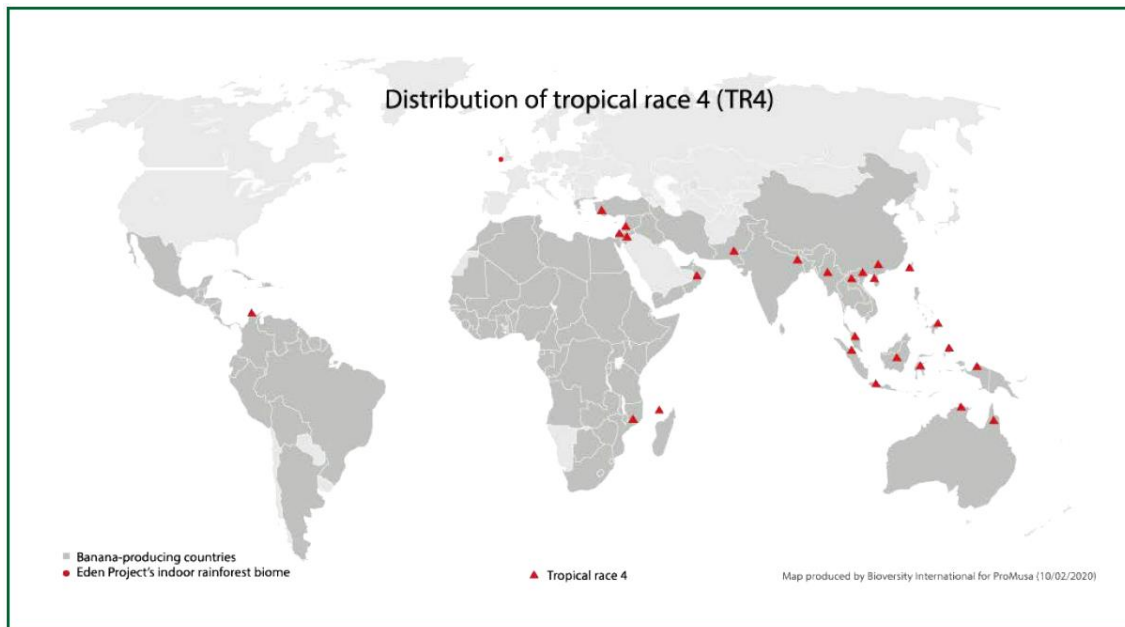 Distribution of tropical race 4 (TR4)
Banana-producing countries
Eden Project's indoor rainforest biome
Tropical race 4
Map produced by Bioversity International for ProMusa (10/02/2020)